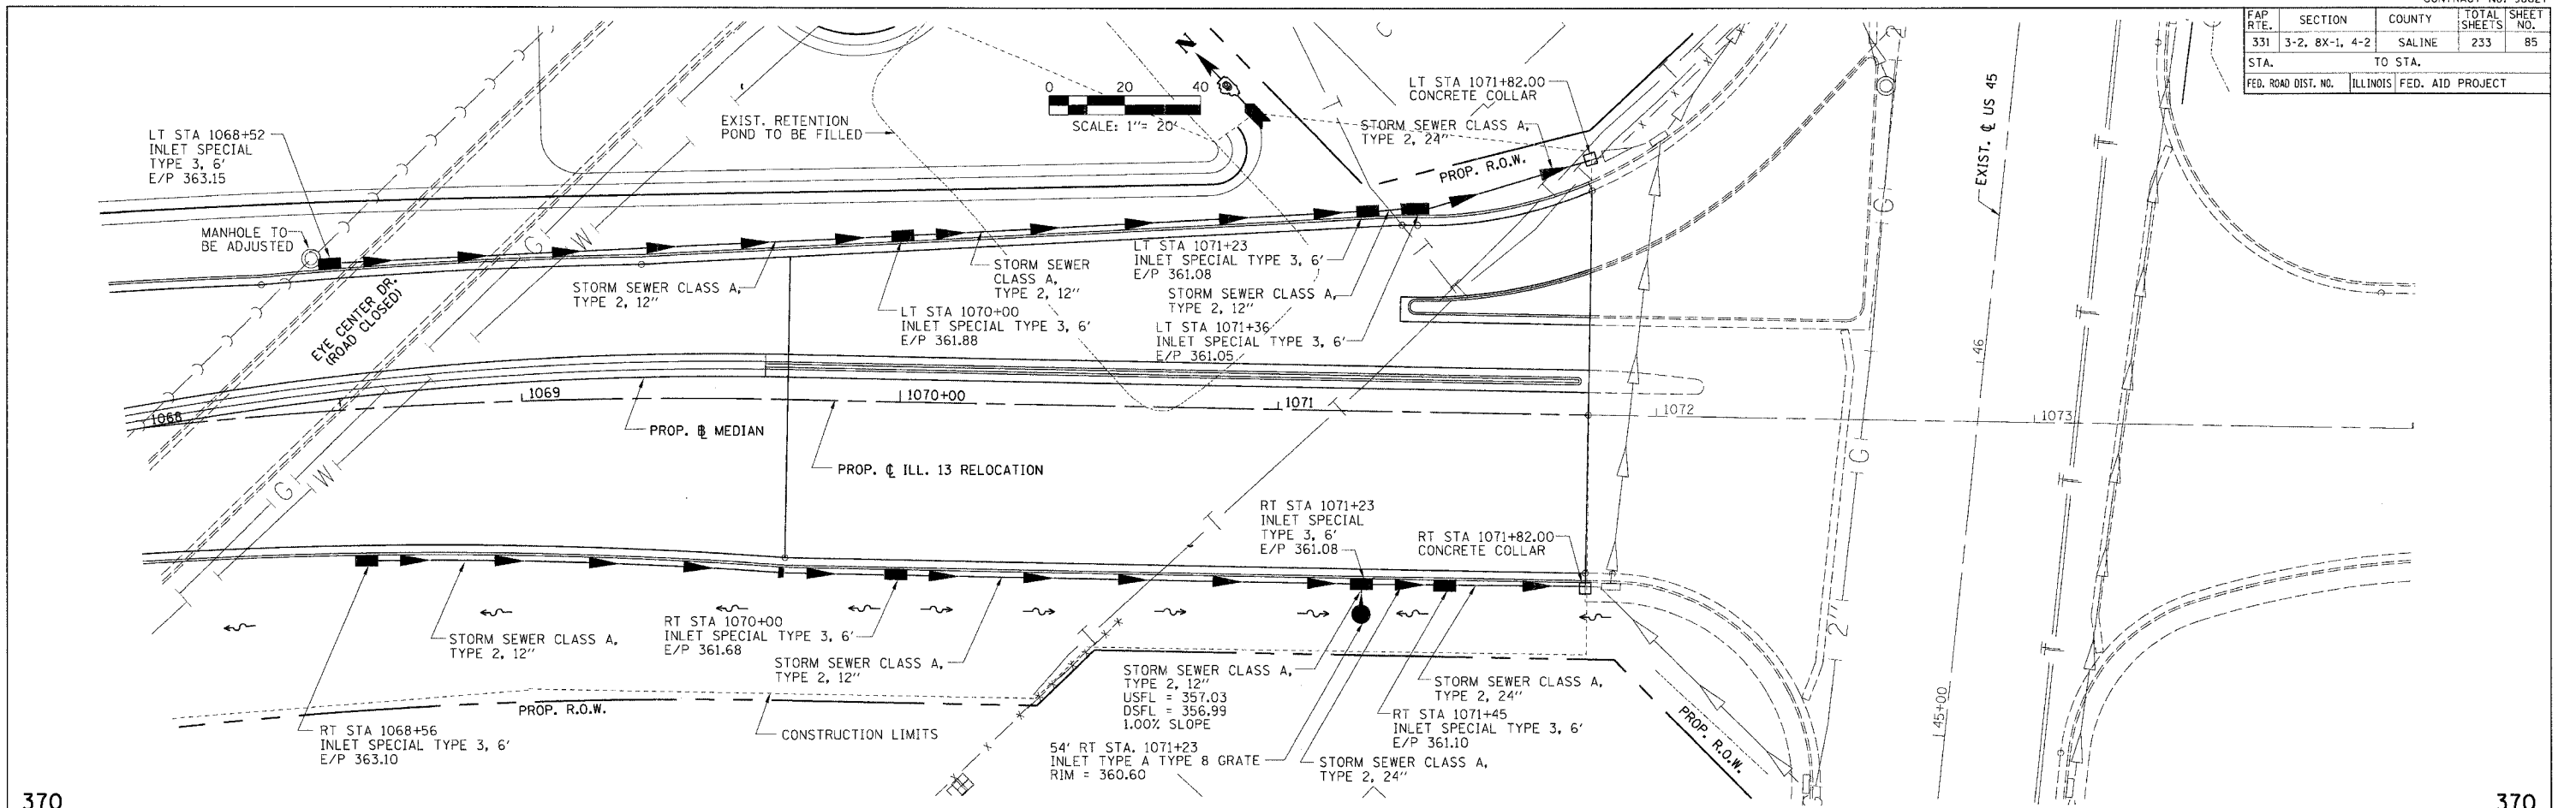 FAP RTE.
SECTION
COUNTY
TOTAL SHEETS
SHEET NO.
331
3-2, 8X-1, 4-2
SALINE
233
85
STA.
TO STA.
FED. ROAD DIST. NO.
ILLINOIS
FED. AID PROJECT
N
0 20 40
SCALE: 1"= 20'
LT STA 1068+52
INLET SPECIAL
TYPE 3, 6'
E/P 363.15
MANHOLE TO
BE ADJUSTED
EXIST. RETENTION
POND TO BE FILLED
LT STA 1071+82.00
CONCRETE COLLAR
STORM SEWER CLASS A,
TYPE 2, 24"
PROP. R.O.W.
EXIST. ℄ US 45
G
W
EYE CENTER DR.
(ROAD CLOSED)
STORM SEWER CLASS A,
TYPE 2, 12"
LT STA 1070+00
INLET SPECIAL TYPE 3, 6'
E/P 361.88
STORM SEWER
CLASS A,
TYPE 2, 12"
LT STA 1071+23
INLET SPECIAL TYPE 3, 6'
E/P 361.08
STORM SEWER CLASS A,
TYPE 2, 12"
LT STA 1071+36
INLET SPECIAL TYPE 3, 6'
E/P 361.05
G
46
1068
1069
1070+00
1071
1072
1073
PROP. ⅊ MEDIAN
PROP. ℄ ILL. 13 RELOCATION
G
W
G
T
RT STA 1071+23
INLET SPECIAL
TYPE 3, 6'
E/P 361.08
RT STA 1071+82.00
CONCRETE COLLAR
STORM SEWER CLASS A,
TYPE 2, 12"
RT STA 1070+00
INLET SPECIAL TYPE 3, 6'
E/P 361.68
STORM SEWER CLASS A,
TYPE 2, 12"
2"
STORM SEWER CLASS A,
TYPE 2, 12"
USFL = 357.03
DSFL = 356.99
1.00% SLOPE
STORM SEWER CLASS A,
TYPE 2, 24"
RT STA 1071+45
INLET SPECIAL TYPE 3, 6'
E/P 361.10
PROP. R.O.W.
45+00
PROP. R.O.W.
CONSTRUCTION LIMITS
RT STA 1068+56
INLET SPECIAL TYPE 3, 6'
E/P 363.10
54' RT STA. 1071+23
INLET TYPE A TYPE 8 GRATE
RIM = 360.60
STORM SEWER CLASS A,
TYPE 2, 24"
370
370